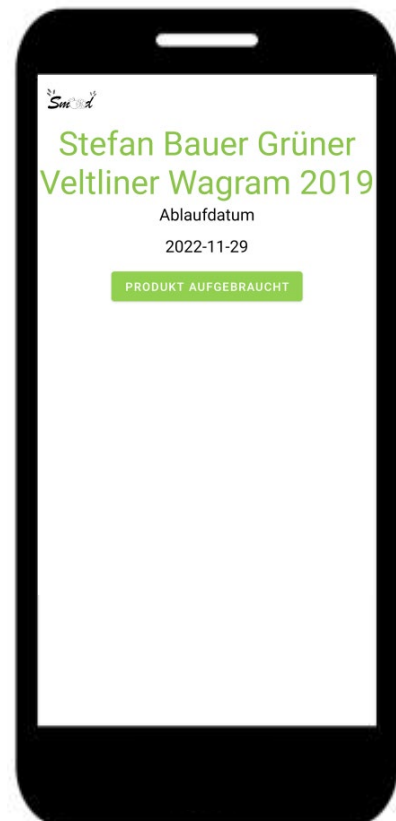 Stefan Bauer Grüner
Veltliner Wagram 2019
Ablaufdatum
2022-11-29
PRODUKT AUFGEBRAUCHT